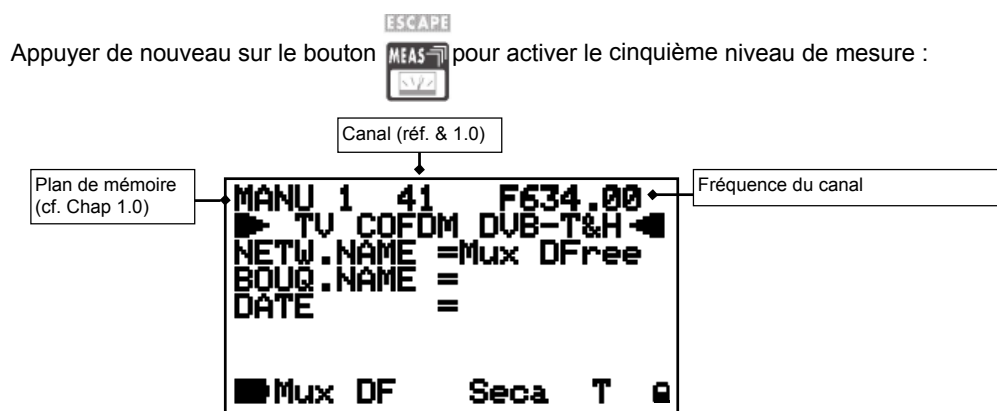 ESCAPE
Appuyer de nouveau sur le bouton MEAS pour activer le cinquième niveau de mesure :
Canal (réf. & 1.0)
Plan de mémoire
(cf. Chap 1.0)
Fréquence du canal
MANU 1 41 F634.00
TV COFDM DVB-T&H
NETW.NAME =Mux DFree
BOUQ.NAME =
DATE =
Mux DF Seca T